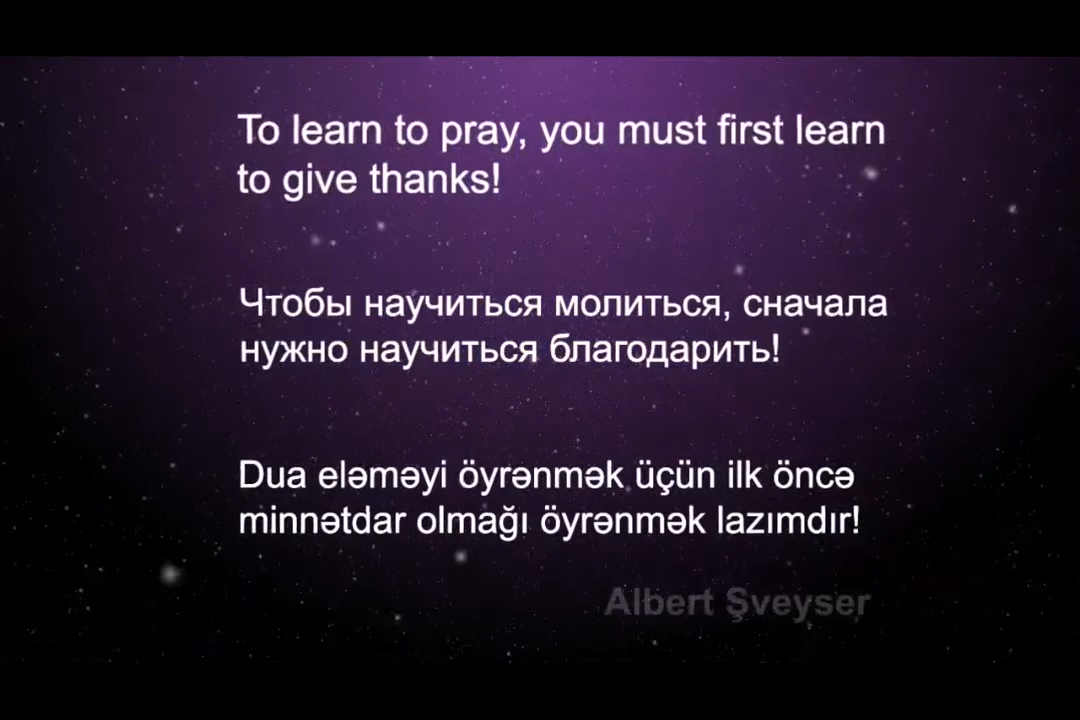 To learn to pray, you must first learn
to give thanks!
Чтобы научиться молиться, сначала
нужно научиться благодарить!
Dua eləməyi öyrənmək üçün ilk öncə
minnətdar olmağı öyrənmək lazımdır!
Albert Şveyser